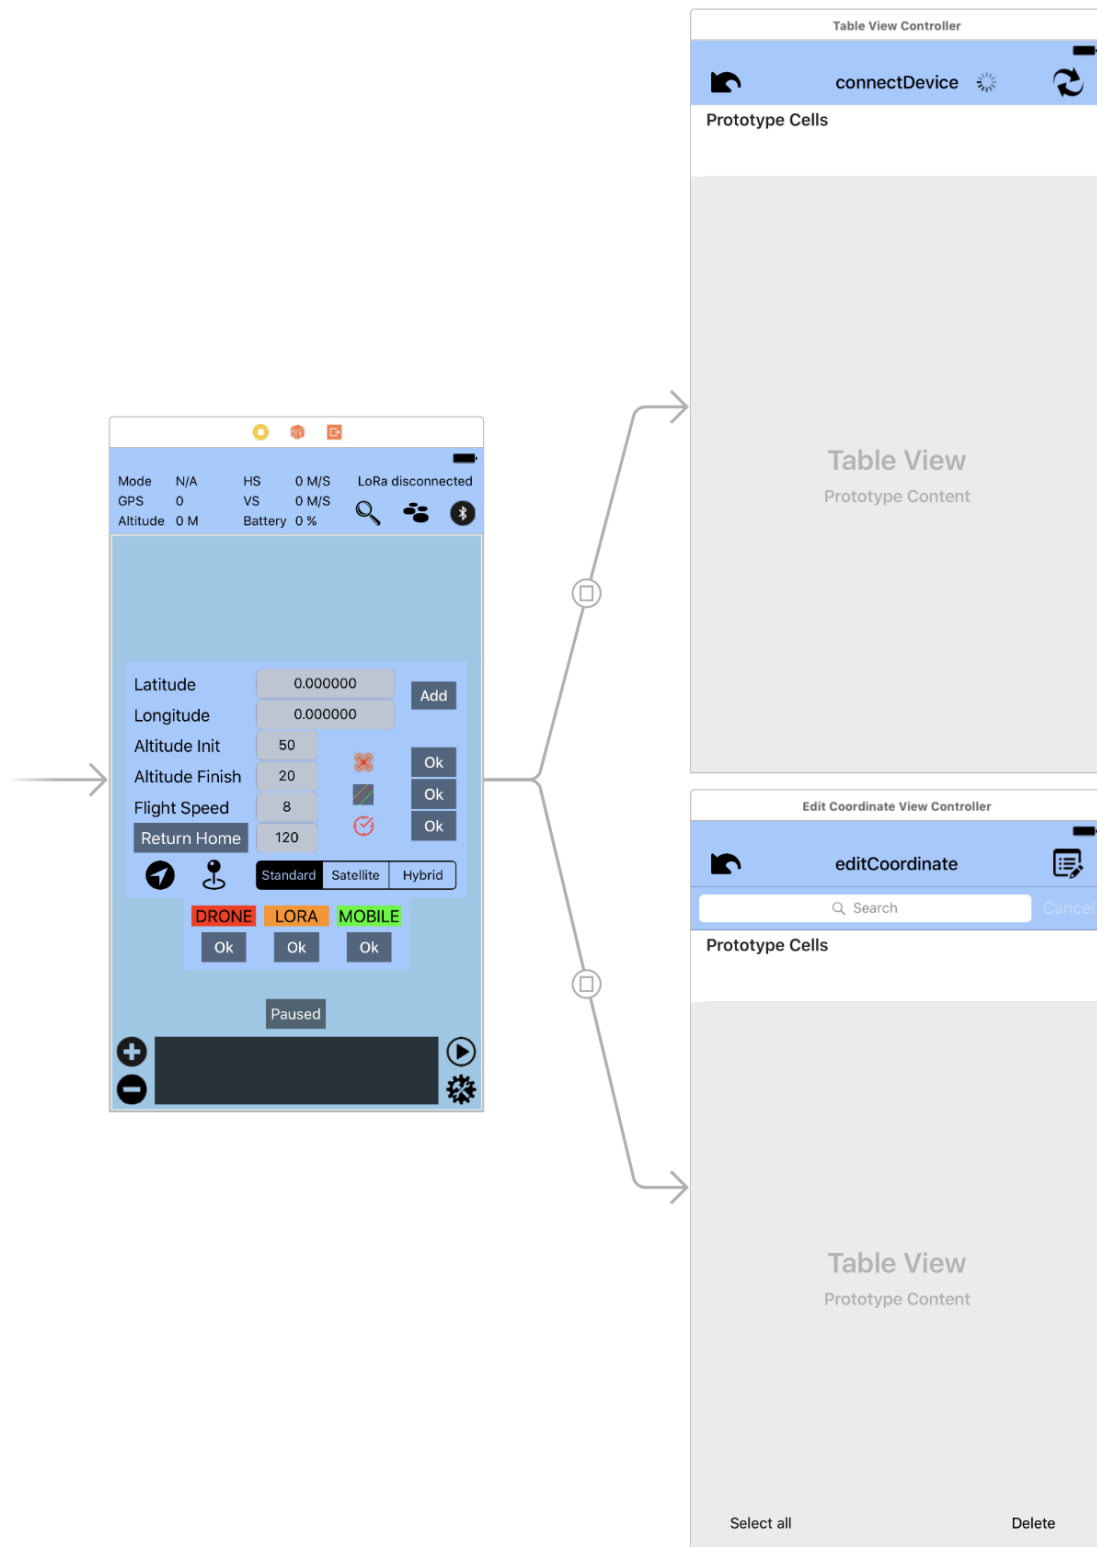 Table View Controller
connectDevice
Prototype Cells
Table View
Prototype Content
Mode N/A HS 0 M/S LoRa disconnected
GPS 0 VS 0 M/S
Altitude 0 M Battery 0 %
Latitude 0.000000 Add
Longitude 0.000000
Altitude Init 50 Ok
Altitude Finish 20 Ok
Flight Speed 8 Ok
Return Home 120
Standard Satellite Hybrid
DRONE LORA MOBILE
Ok Ok Ok
Paused
Edit Coordinate View Controller
editCoordinate
Search Cancel
Prototype Cells
Table View
Prototype Content
Select all Delete